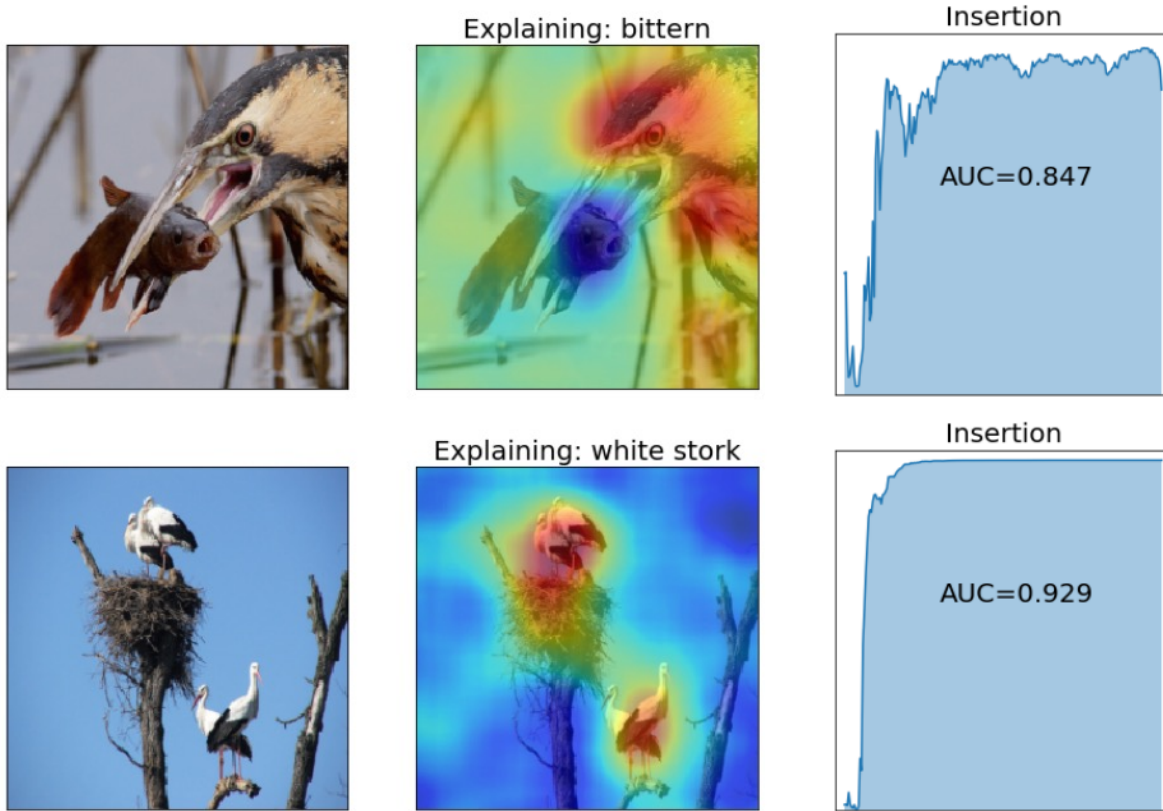 Explaining: bittern
Insertion
AUC=0.847
Explaining: white stork
Insertion
AUC=0.929